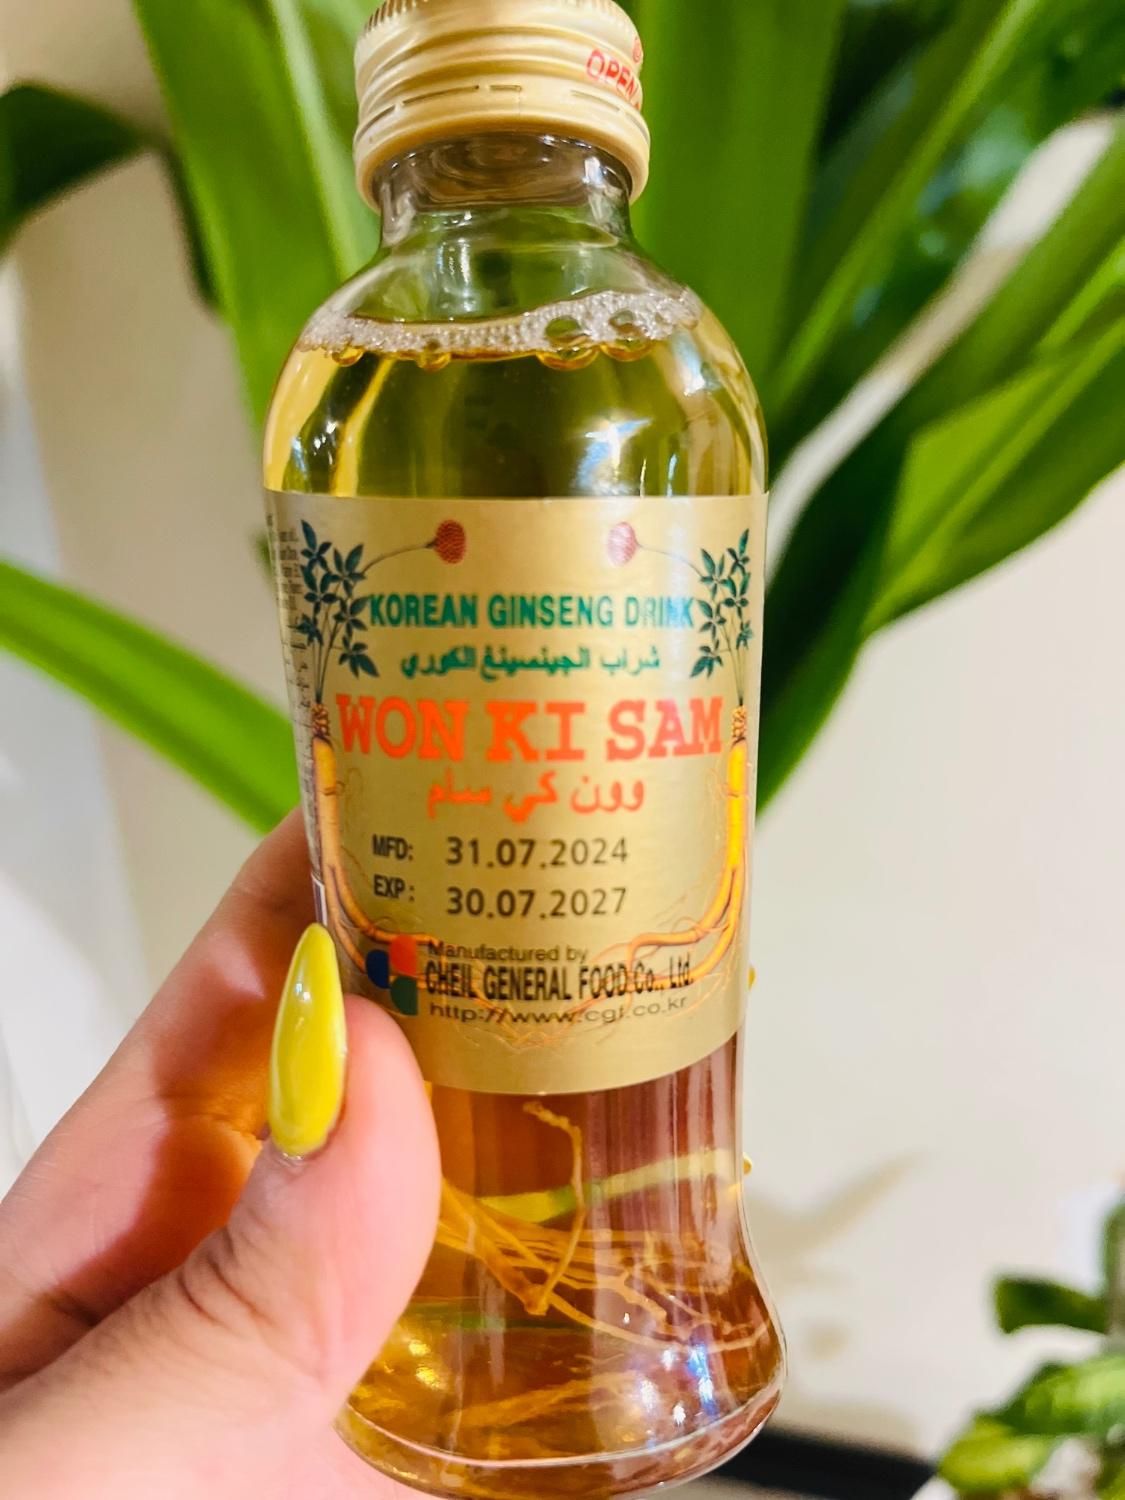 OPEN
KOREAN GINSENG DRINK
شراب الجينسينغ الكوري
WON KI SAM
وون كي سام
MFD: 31.07.2024
EXP: 30.07.2027
Manufactured by
CHEIL GENERAL FOOD Co., Ltd.
http://www.cgf.co.kr